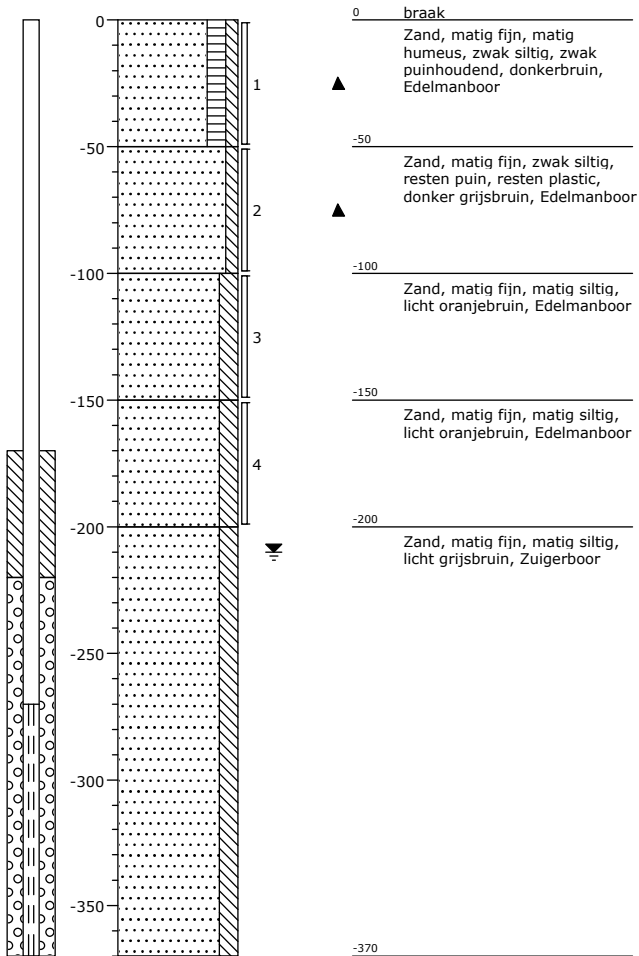 0
braak
0
Zand, matig fijn, matig
humeus, zwak siltig, zwak
puinhoudend, donkerbruin,
Edelmanboor
1
-50
-50
Zand, matig fijn, zwak siltig,
resten puin, resten plastic,
donker grijsbruin, Edelmanboor
2
-100
-100
Zand, matig fijn, matig siltig,
licht oranjebruin, Edelmanboor
3
-150
-150
Zand, matig fijn, matig siltig,
licht oranjebruin, Edelmanboor
4
-200
-200
Zand, matig fijn, matig siltig,
licht grijsbruin, Zuigerboor
-250
-300
-350
-370